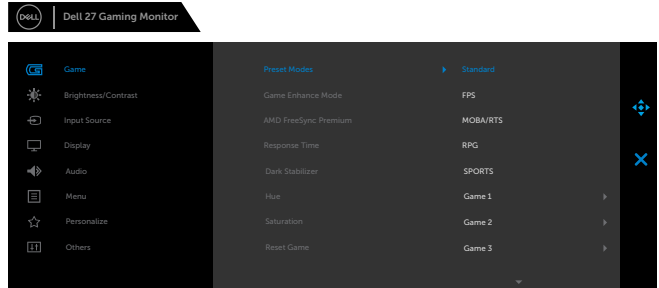 DELL
Dell 27 Gaming Monitor
Game
Preset Modes
Standard
Brightness/Contrast
Game Enhance Mode
FPS
Input Source
AMD FreeSync Premium
MOBA/RTS
Display
Response Time
RPG
Audio
Dark Stabilizer
SPORTS
Menu
Hue
Game 1
Personalize
Saturation
Game 2
Others
Reset Game
Game 3